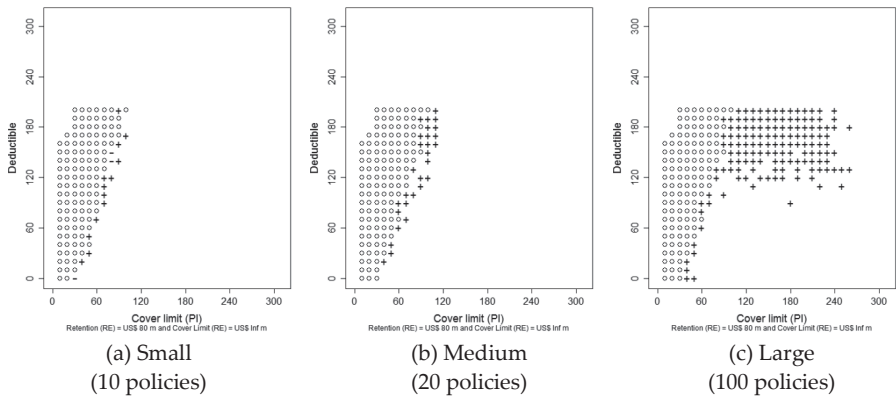 300
240
180
120
60
0
Deductible
0 60 120 180 240 300
Cover limit (PI)
Retention (RE) = US$ 80 m and Cover Limit (RE) = US$ Inf m
(a) Small
(10 policies)
300
240
180
120
60
0
Deductible
0 60 120 180 240 300
Cover limit (PI)
Retention (RE) = US$ 80 m and Cover Limit (RE) = US$ Inf m
(b) Medium
(20 policies)
300
240
180
120
60
0
Deductible
0 60 120 180 240 300
Cover limit (PI)
Retention (RE) = US$ 80 m and Cover Limit (RE) = US$ Inf m
(c) Large
(100 policies)